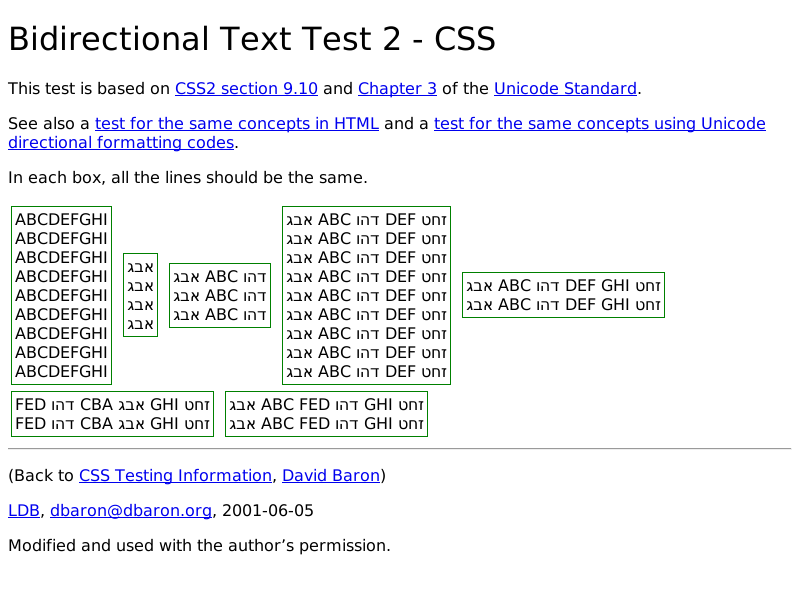 Bidirectional Text Test 2 - CSS
This test is based on CSS2 section 9.10 and Chapter 3 of the Unicode Standard.
See also a test for the same concepts in HTML and a test for the same concepts using Unicode
directional formatting codes.
In each box, all the lines should be the same.
ABCDEFGHI
ABCDEFGHI
ABCDEFGHI
ABCDEFGHI
ABCDEFGHI
ABCDEFGHI
ABCDEFGHI
ABCDEFGHI
ABCDEFGHI
אבג
אבג
אבג
אבג
אבג ABC דהו
אבג ABC דהו
אבג ABC דהו
אבג ABC דהו DEF זחט
אבג ABC דהו DEF זחט
אבג ABC דהו DEF זחט
אבג ABC דהו DEF זחט
אבג ABC דהו DEF זחט
אבג ABC דהו DEF זחט
אבג ABC דהו DEF זחט
אבג ABC דהו DEF זחט
אבג ABC דהו DEF זחט
אבג ABC דהו DEF GHI זחט
אבג ABC דהו DEF GHI זחט
FED דהו CBA אבג GHI זחט
FED דהו CBA אבג GHI זחט
אבג ABC FED דהו GHI זחט
אבג ABC FED דהו GHI זחט
(Back to CSS Testing Information, David Baron)
LDB, dbaron@dbaron.org, 2001-06-05
Modified and used with the author’s permission.